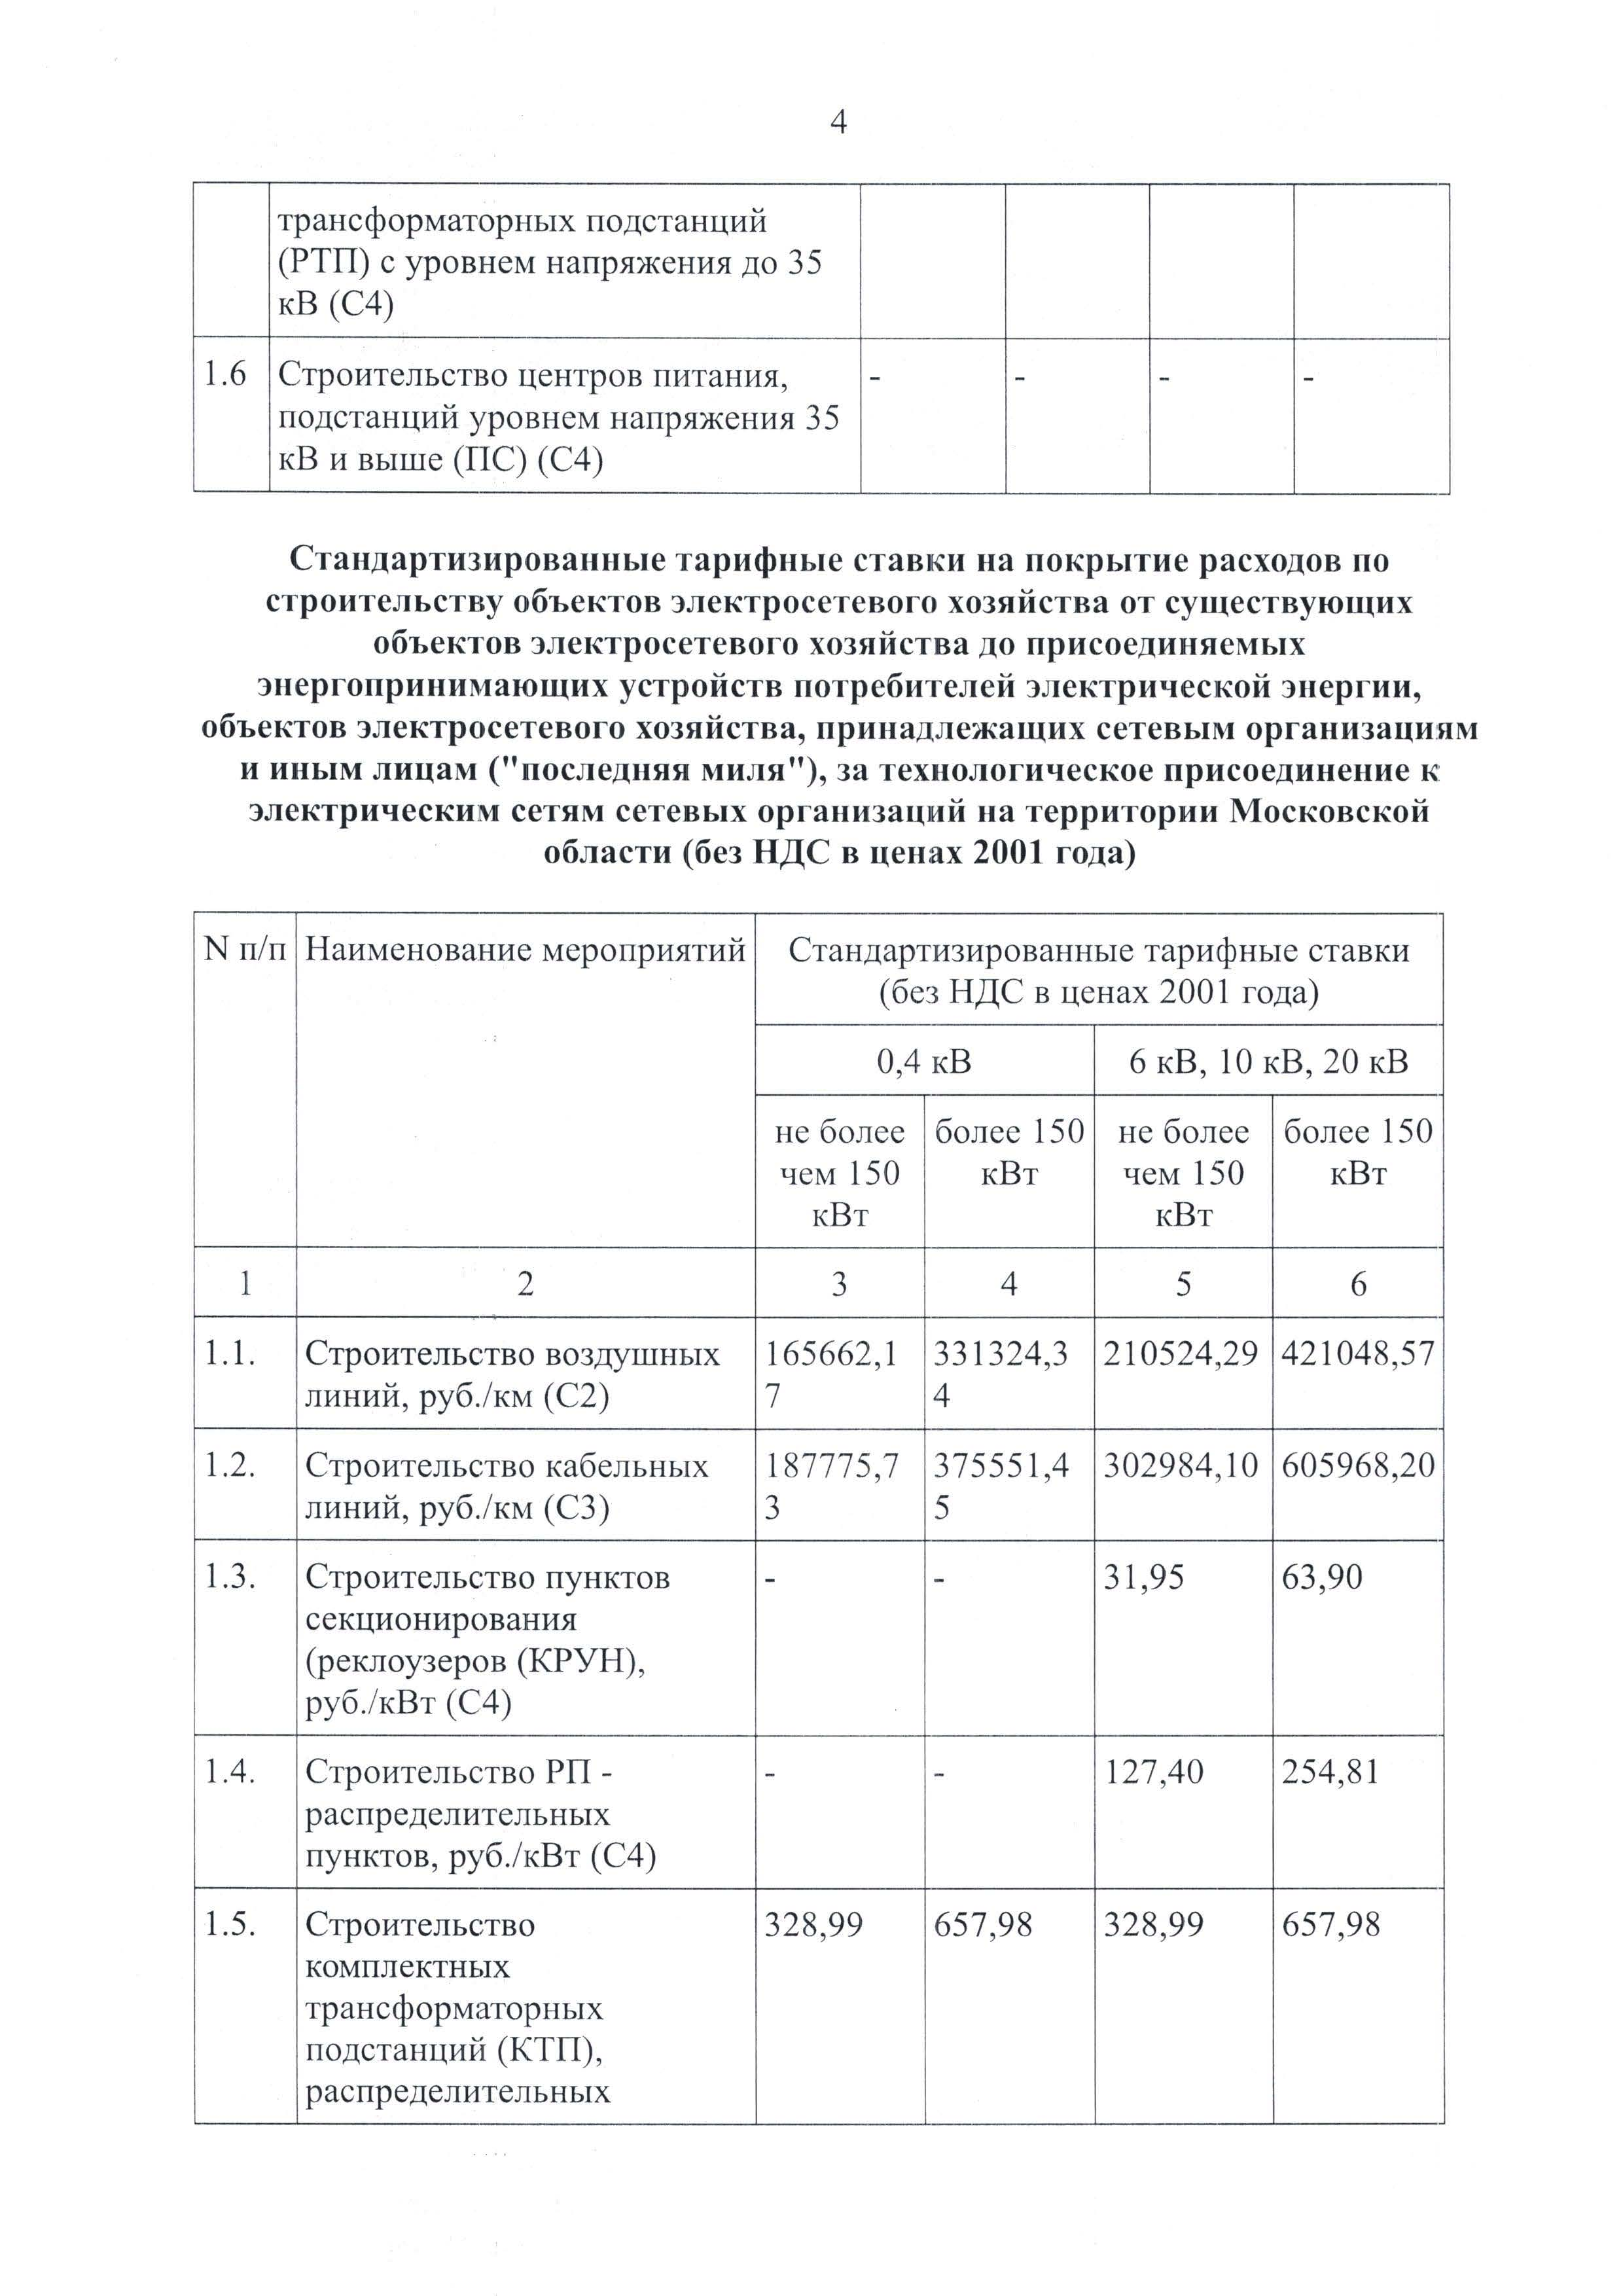 4
трансформаторных подстанций
(РТП) с уровнем напряжения до 35
кВ (С4)
1.6 Строительство центров питания, - - - -
подстанций уровнем напряжения 35
кВ и выше (ПС) (С4)
Стандартизированные тарифные ставки на покрытие расходов по
строительству объектов электросетевого хозяйства от существующих
объектов электросетевого хозяйства до присоединяемых
энергопринимающих устройств потребителей электрической энергии,
объектов электросетевого хозяйства, принадлежащих сетевым организациям
и иным лицам ("последняя миля"), за технологическое присоединение к
электрическим сетям сетевых организаций на территории Московской
области (без НДС в ценах 2001 года)
N п/п Наименование мероприятий Стандартизированные тарифные ставки
(без НДС в ценах 2001 года)
0,4 кВ 6 кВ, 10 кВ, 20 кВ
не более более 150 не более более 150
чем 150 кВт чем 150 кВт
кВт кВт
1 2 3 4 5 6
1.1. Строительство воздушных 165662,1 331324,3 210524,29 421048,57
линий, руб./км (С2) 7 4
1.2. Строительство кабельных 187775,7 375551,4 302984,10 605968,20
линий, руб./км (С3) 3 5
1.3. Строительство пунктов - - 31,95 63,90
секционирования
(реклоузеров (КРУН),
руб./кВт (С4)
1.4. Строительство РП - - - 127,40 254,81
распределительных
пунктов, руб./кВт (С4)
1.5. Строительство 328,99 657,98 328,99 657,98
комплектных
трансформаторных
подстанций (КТП),
распределительных